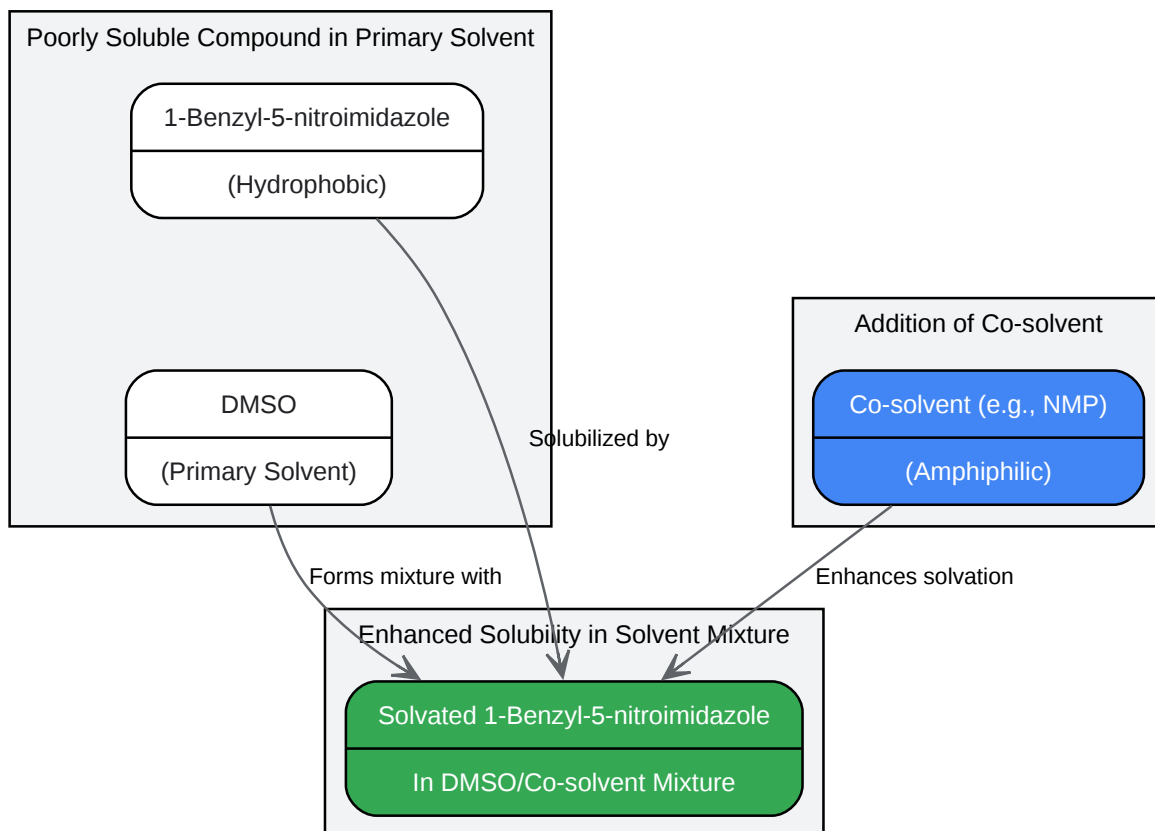 Poorly Soluble Compound in Primary Solvent
1-Benzyl-5-nitroimidazole
(Hydrophobic)
Addition of Co-solvent
DMSO
(Primary Solvent)
Co-solvent (e.g., NMP)
(Amphiphilic)
Solubilized by
Forms mixture with
Enhances solvation
Enhanced Solubility in Solvent Mixture
Solvated 1-Benzyl-5-nitroimidazole
In DMSO/Co-solvent Mixture